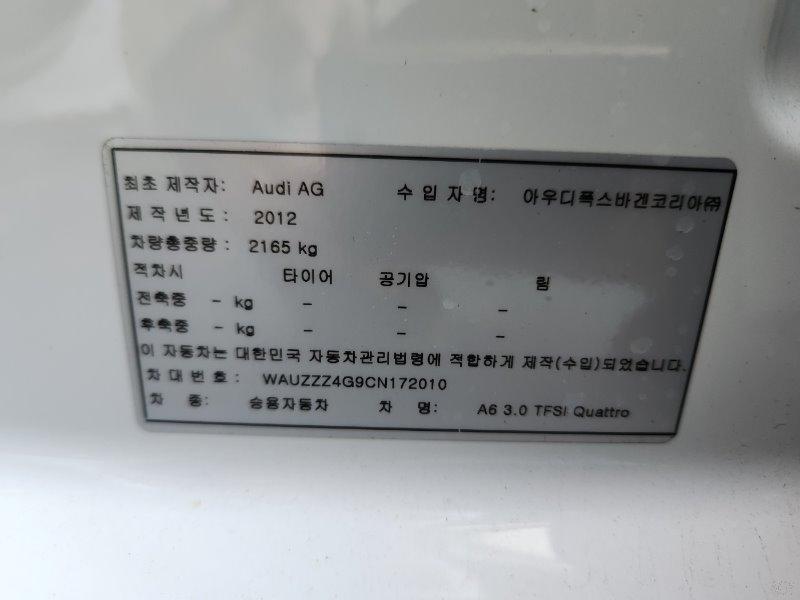 최초 제작자: Audi AG 수 입 자 명: 아우디폭스바겐코리아㈜
제 작 년 도 : 2012
차량총중량 : 2165 kg
적차시 타이어 공기압 림
전축중 - kg - - -
후축중 - kg - - -
이 자동차는 대한민국 자동차관리법령에 적합하게 제작(수입)되었습니다.
차 대 번 호 : WAUZZZ4G9CN172010
차 종: 승용자동차 차 명: A6 3.0 TFSI Quattro